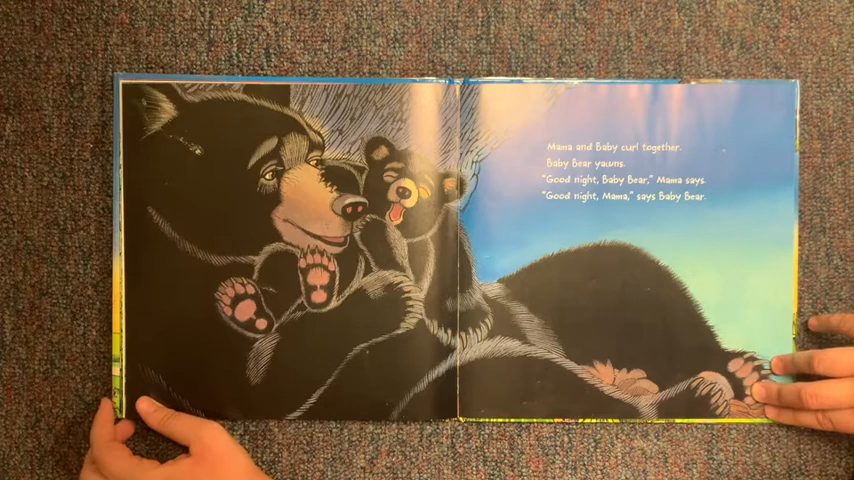 Mama and Baby curl together.
Baby Bear yawns.
"Good night, Baby Bear," Mama says.
"Good night, Mama," says Baby Bear.